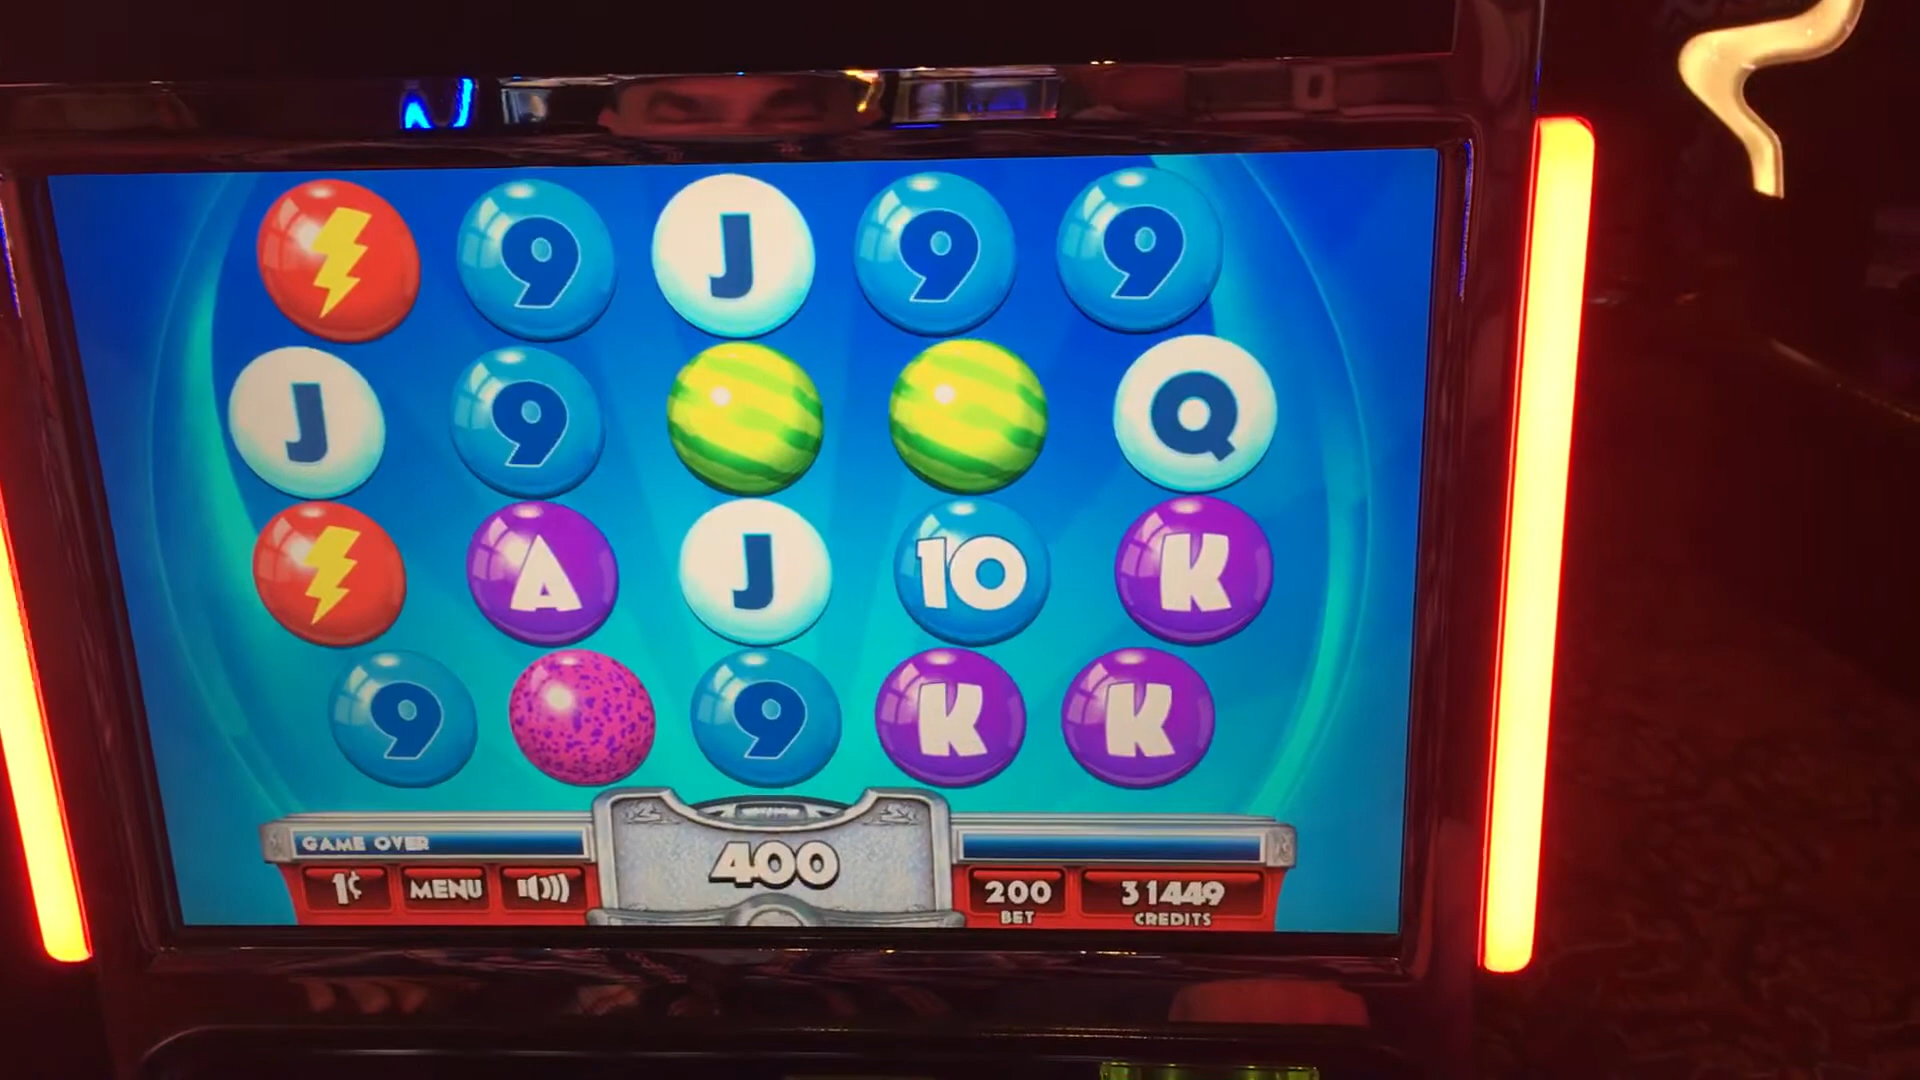 9 J 9 9
J 9 Q
A J 10 K
9 9 K K
GAME OVER
400
1¢ MENU
200
BET
31449
CREDITS